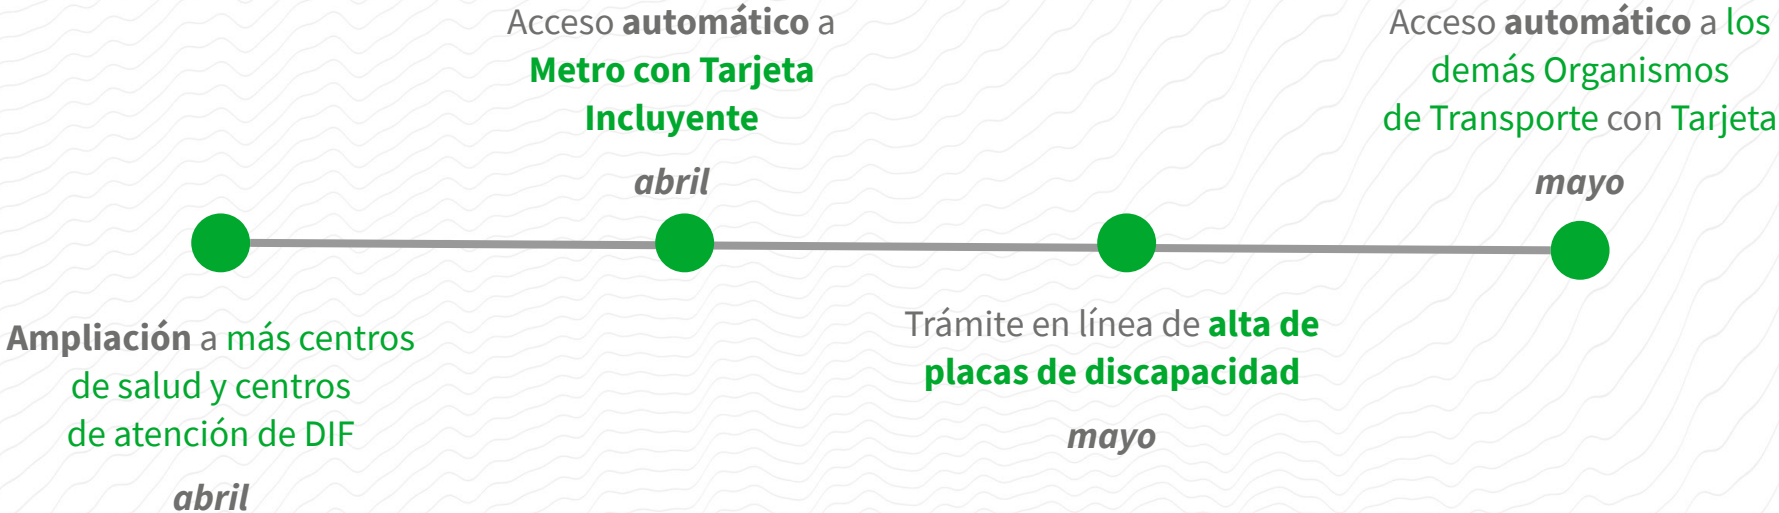 Ampliación a más centros
de salud y centros
de atención de DIF
abril
Acceso automático a
Metro con Tarjeta
Incluyente
abril
Trámite en línea de alta de
placas de discapacidad
mayo
Acceso automático a los
demás Organismos
de Transporte con Tarjeta
mayo